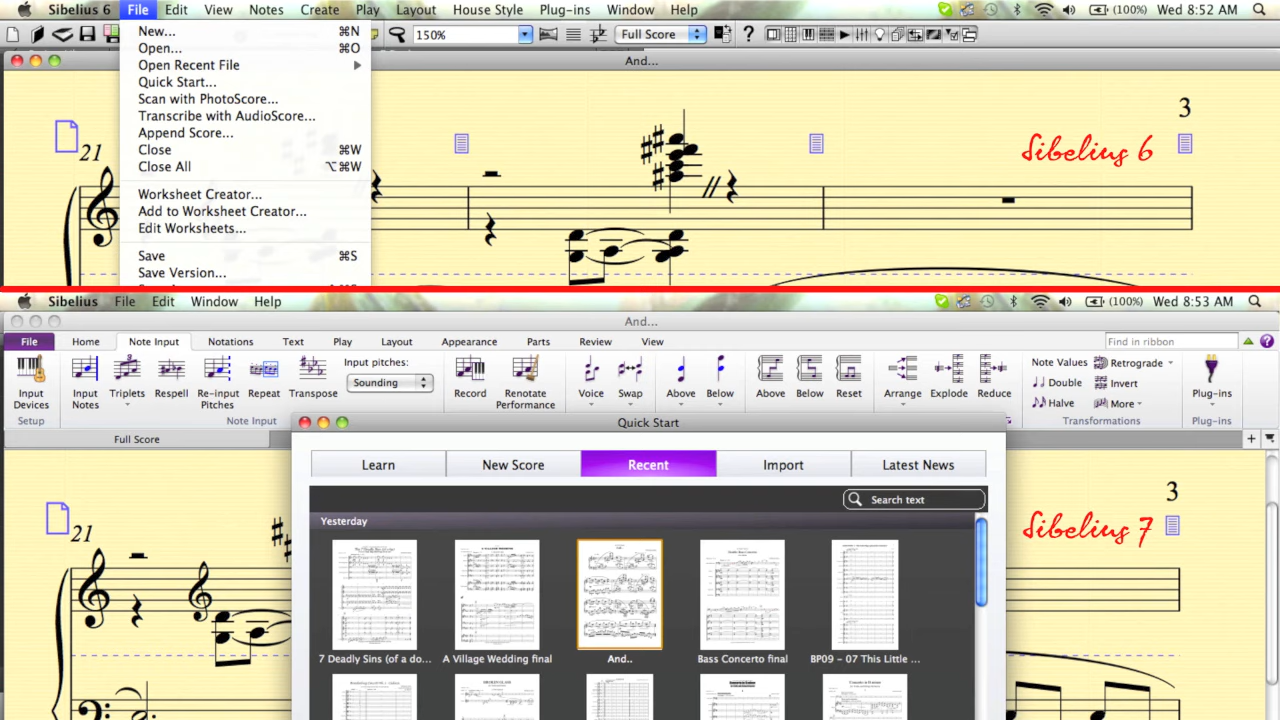 Sibelius 6 File Edit View Notes Create Play Layout House Style Plug-ins Window Help (100%) Wed 8:52 AM
150% Full Score ?
And...
New... ⌘N
Open... ⌘O
Open Recent File
Quick Start...
Scan with PhotoScore...
Transcribe with AudioScore...
Append Score...
Close ⌘W
Close All ⌥⌘W
Worksheet Creator...
Add to Worksheet Creator...
Edit Worksheets...
Save ⌘S
Save Version...
3
21
Sibelius 6
Sibelius File Edit Window Help (100%) Wed 8:53 AM
And...
File Home Note Input Notations Text Play Layout Appearance Parts Review View Find in ribbon ?
Input Devices
Setup
Input Notes
Triplets
Respell
Re-input Pitches
Repeat
Transpose
Input pitches:
Sounding
Note Input
Record
Renotate Performance
Voice
Swap
Above
Below
Above
Below
Reset
Arrange
Explode
Reduce
Note Values
Double
Halve
Retrograde
Invert
More
Transformations
Plug-ins
Plug-ins
Full Score
Quick Start
Learn New Score Recent Import Latest News
Search text
Yesterday
7 Deadly Sins (of a do... A Village Wedding final And.. Bass Concerto final BP09 - 07 This Little ...
3
21
Sibelius 7